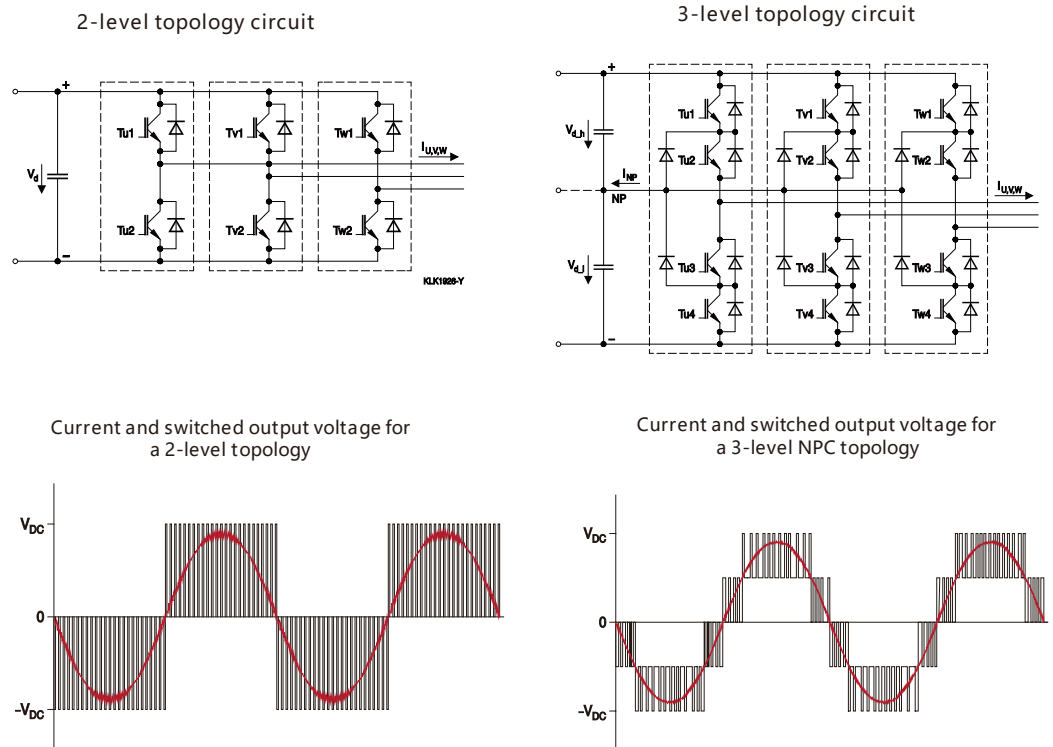 2-level topology circuit
+
Tu1
Tv1
Tw1
I_U,V,W
V_d
Tu2
Tv2
Tw2
–
KLK1926-Y
3-level topology circuit
+
Tu1
Tv1
Tw1
V_d_h
Tu2
Tv2
Tw2
I_NP
NP
I_U,V,W
V_d_l
Tu3
Tv3
Tw3
Tu4
Tv4
Tw4
–
Current and switched output voltage for
a 2-level topology
V_DC
0
–V_DC
Current and switched output voltage for
a 3-level NPC topology
V_DC
0
–V_DC